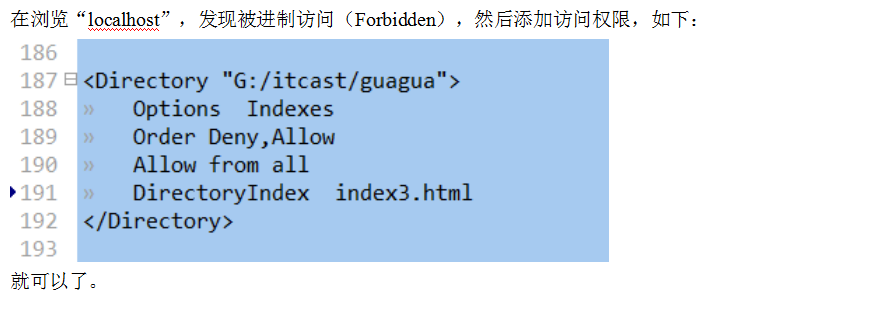 在浏览“localhost”，发现被进制访问（Forbidden），然后添加访问权限，如下：
186
187 <Directory "G:/itcast/guagua">
188 » Options  Indexes
189 » Order Deny,Allow
190 » Allow from all
191 » DirectoryIndex  index3.html
192 </Directory>
193
就可以了。